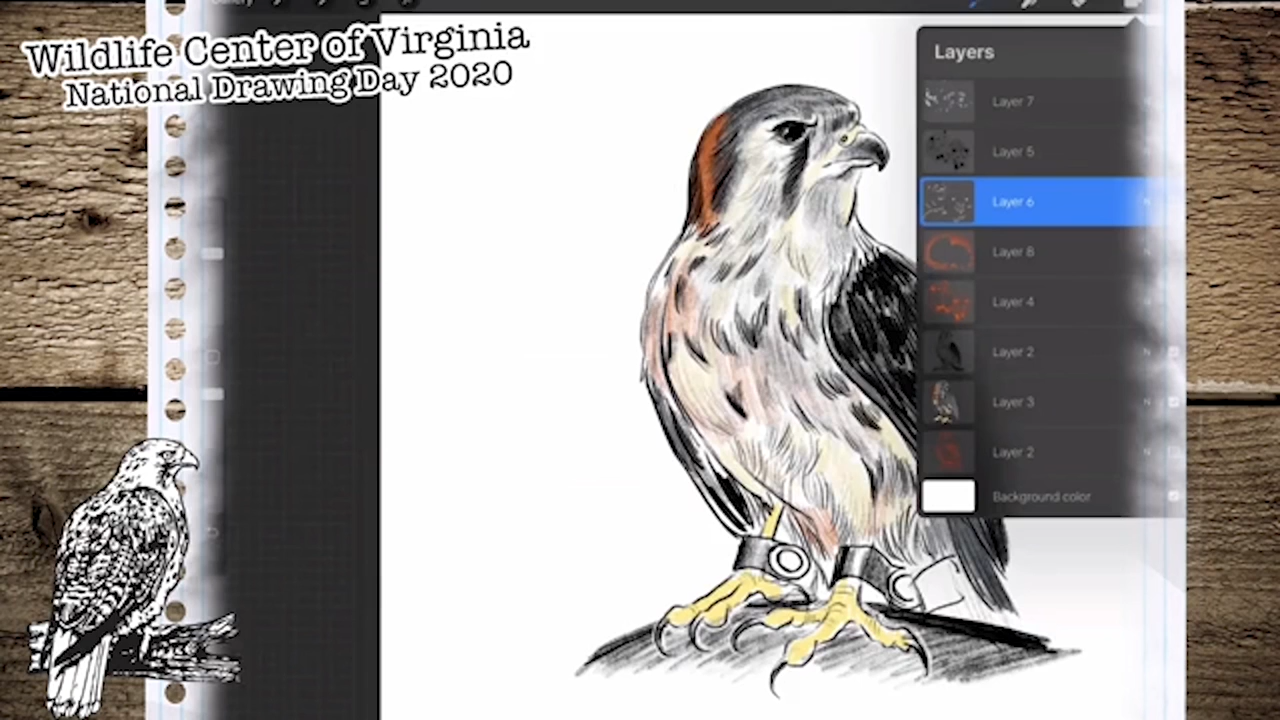 Wildlife Center of Virginia
National Drawing Day 2020
Layers
Layer 7
Layer 5
Layer 6
N
Layer 8
Layer 4
Layer 2
N
Layer 3
N
Layer 2
N
Background color